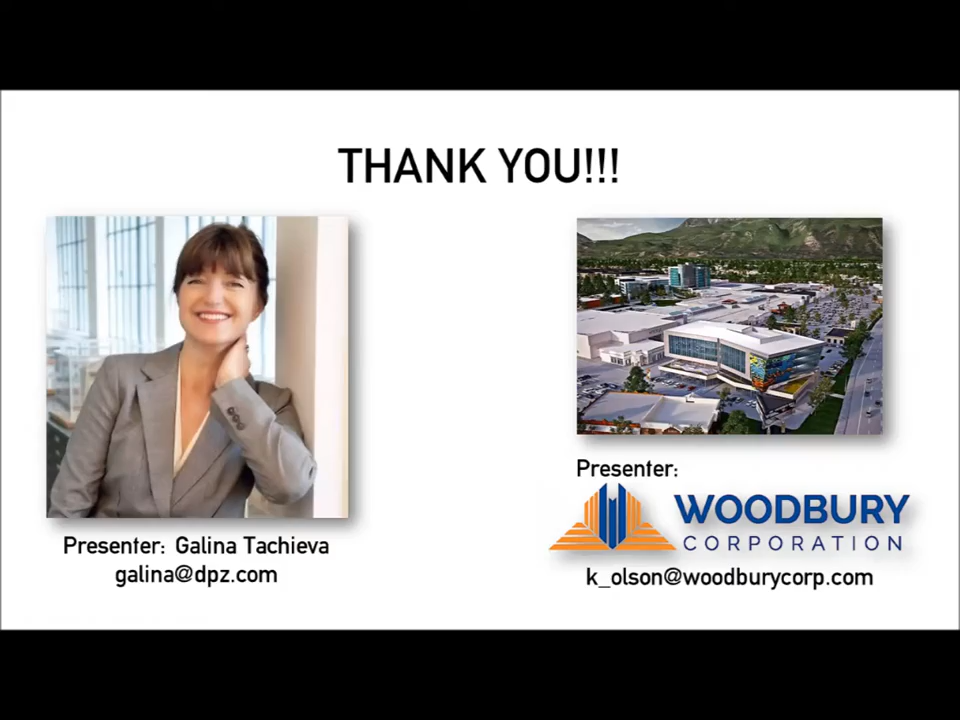 THANK YOU!!!
Presenter: Galina Tachieva
galina@dpz.com
Presenter:
WOODBURY
CORPORATION
k_olson@woodburycorp.com